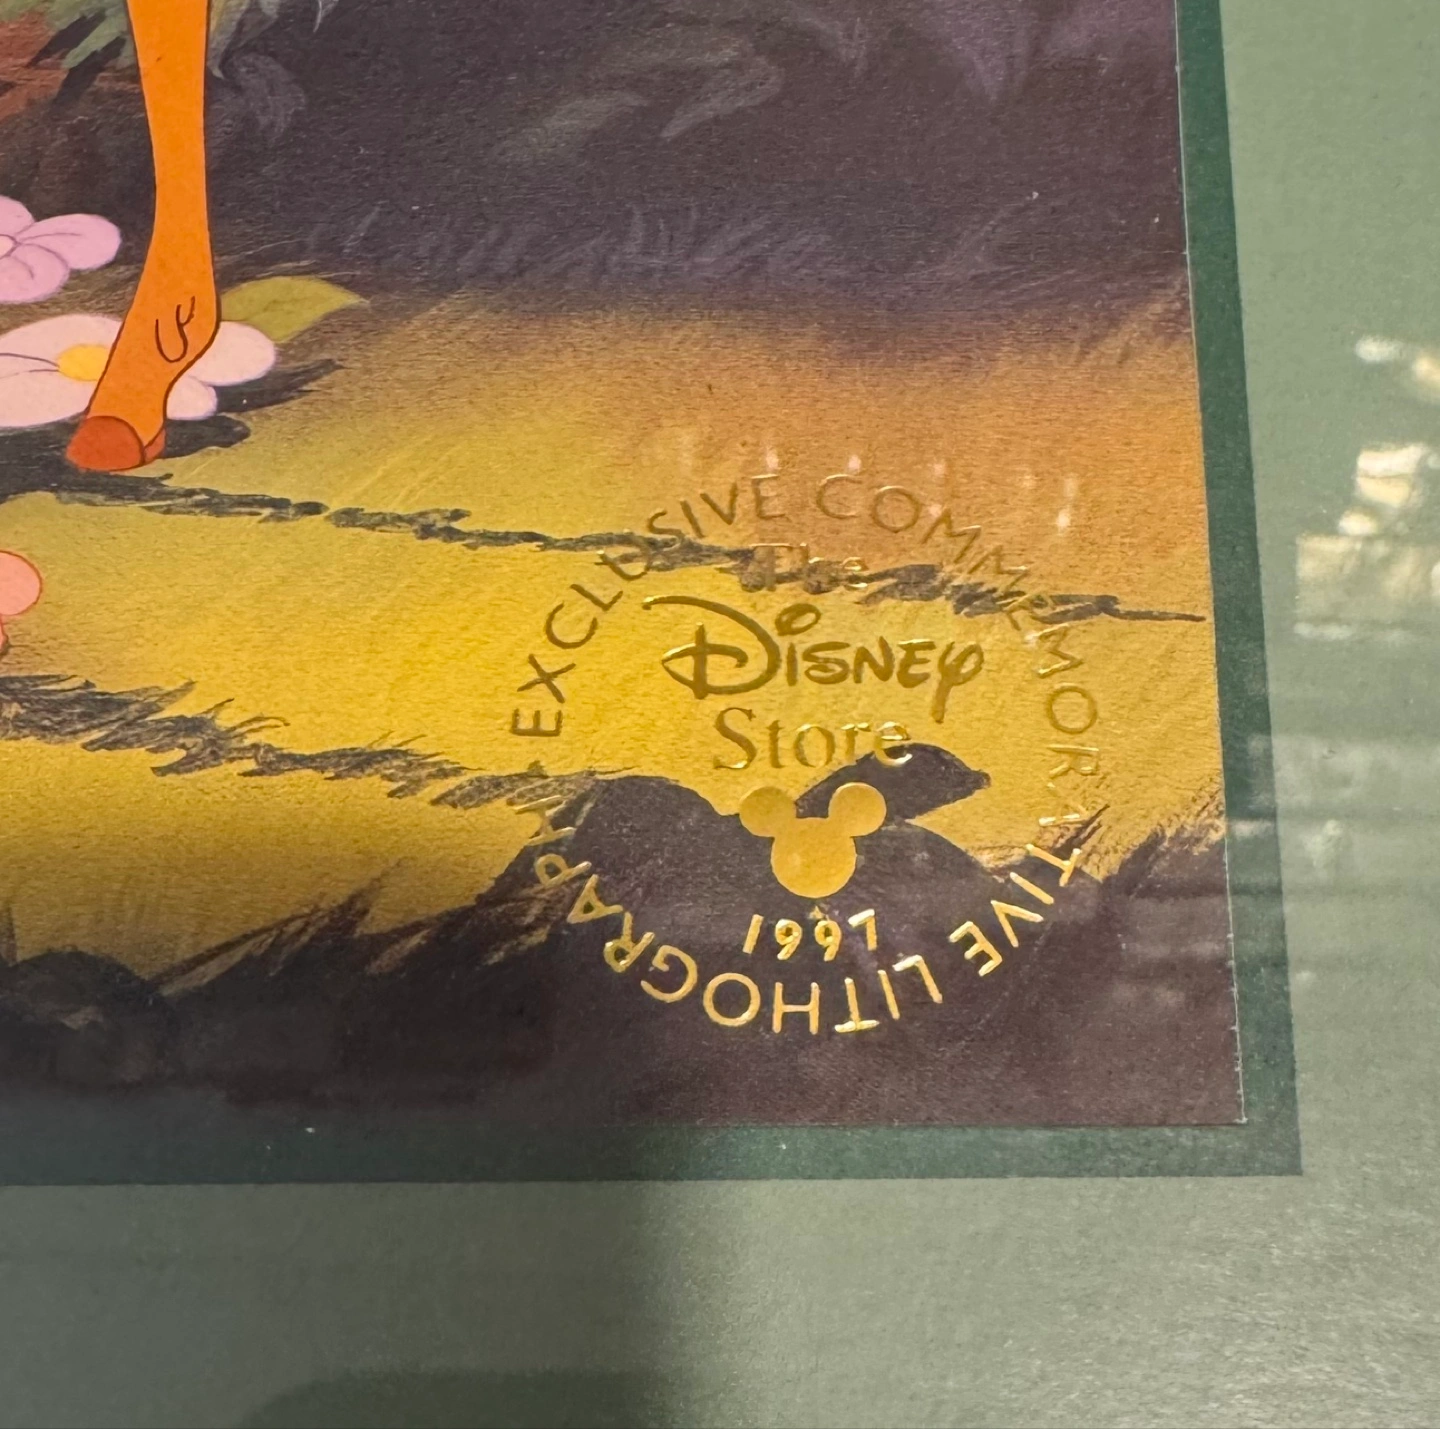 EXCLUSIVE COMMEMORATIVE LITHOGRAPH
The
Disney
Store
1997